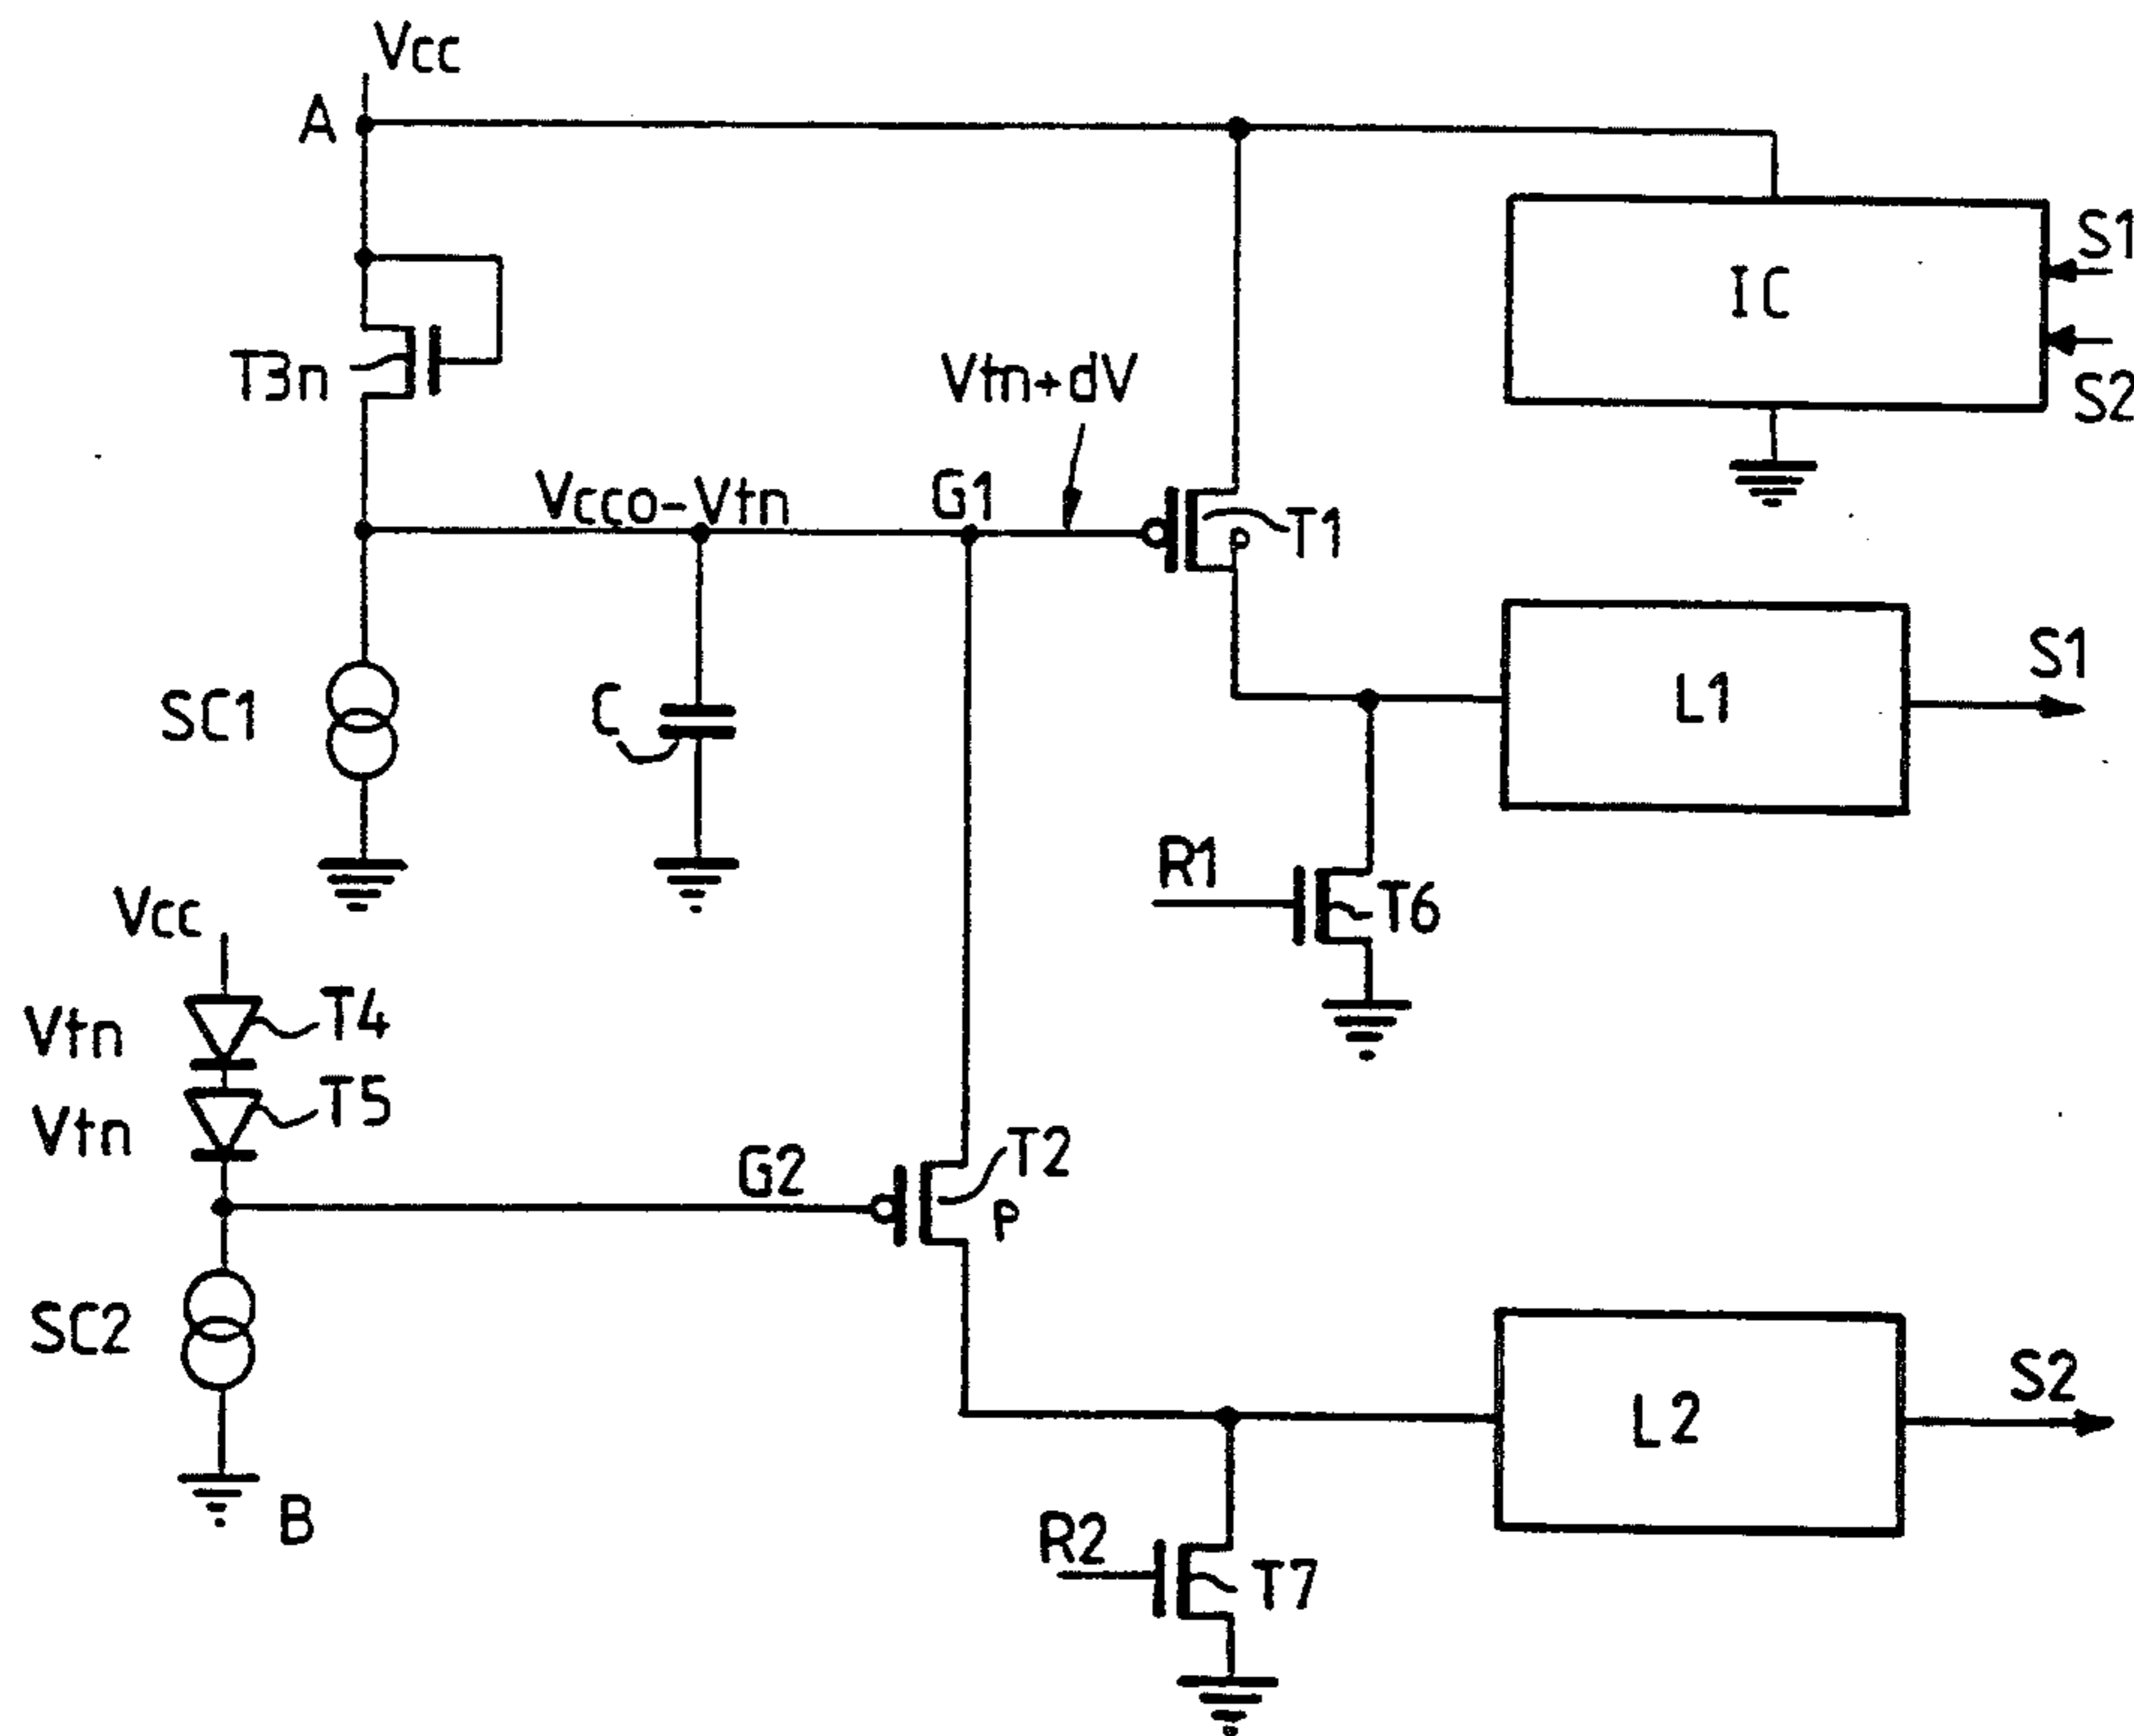 Vcc
A
S1
IC
T3n
Vtn+dV
S2
Vcco-Vtn
G1
p
T1
SC1
C
L1
S1
R1
T6
Vcc
Vtn
T4
Vtn
T5
G2
T2
p
SC2
L2
S2
B
R2
T7